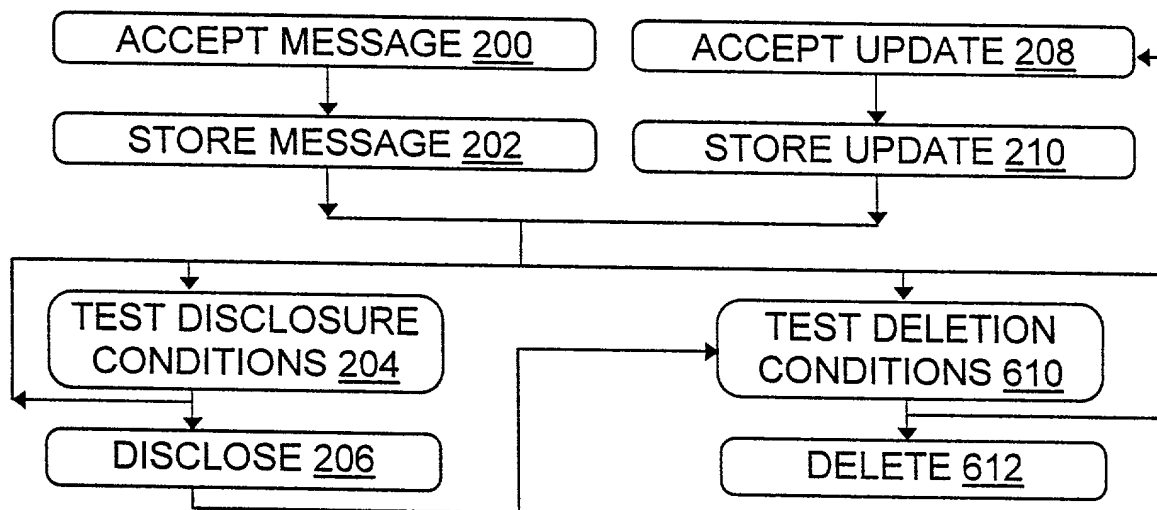 ACCEPT MESSAGE 200
ACCEPT UPDATE 208
STORE MESSAGE 202
STORE UPDATE 210
TEST DISCLOSURE
CONDITIONS 204
TEST DELETION
CONDITIONS 610
DISCLOSE 206
DELETE 612